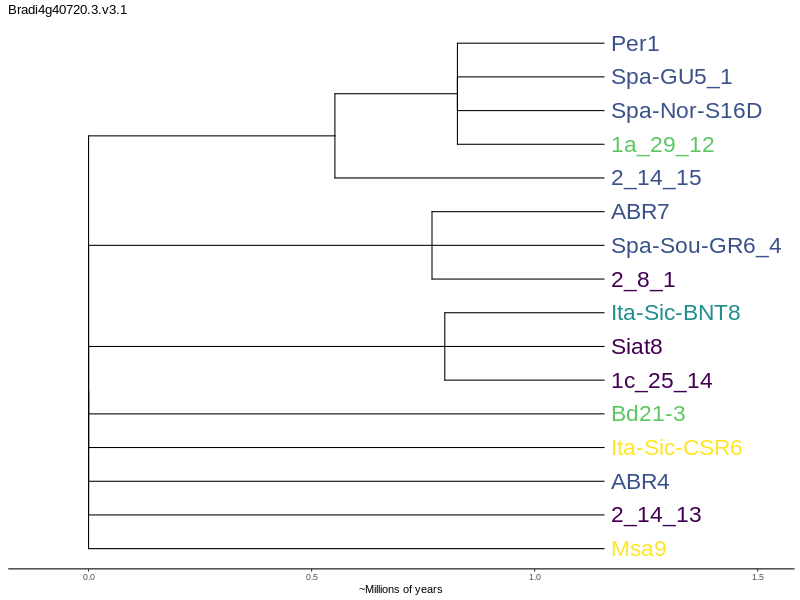 Bradi4g40720.3.v3.1
Per1
Spa-GU5_1
Spa-Nor-S16D
1a_29_12
2_14_15
ABR7
Spa-Sou-GR6_4
2_8_1
Ita-Sic-BNT8
Siat8
1c_25_14
Bd21-3
Ita-Sic-CSR6
ABR4
2_14_13
Msa9
0.0 0.5 1.0 1.5
~Millions of years